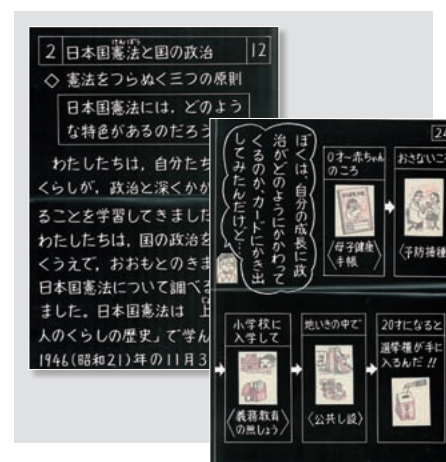 2 日本国憲法と国の政治 12
けんぽう
◇ 憲法をつらぬく三つの原則
日本国憲法には、どのよう
な特色があるのだろう
わたしたちは、自分たち
くらしが、政治と深くかか
ることを学習してきました
わたしたちは、国の政治を
くうえで、おおもとのきま
日本国憲法について調べ
ました。日本国憲法は
人のくらしの歴史」で学ん
1946(昭和21)年の11月3
22
ぼくは、自分の成長に政
治がどのようにかかわって
くるのか、カードにかき出
してみたんだけど…
0才~赤ちゃん
のころ
〈母子健康
手帳〉
おさないこ
〈予防接種
小学校に
入学して
〈義務教育
の無しょう〉
地いきの中で
〈公共し設〉
20才になると
選挙権が手に
入るんだ!!